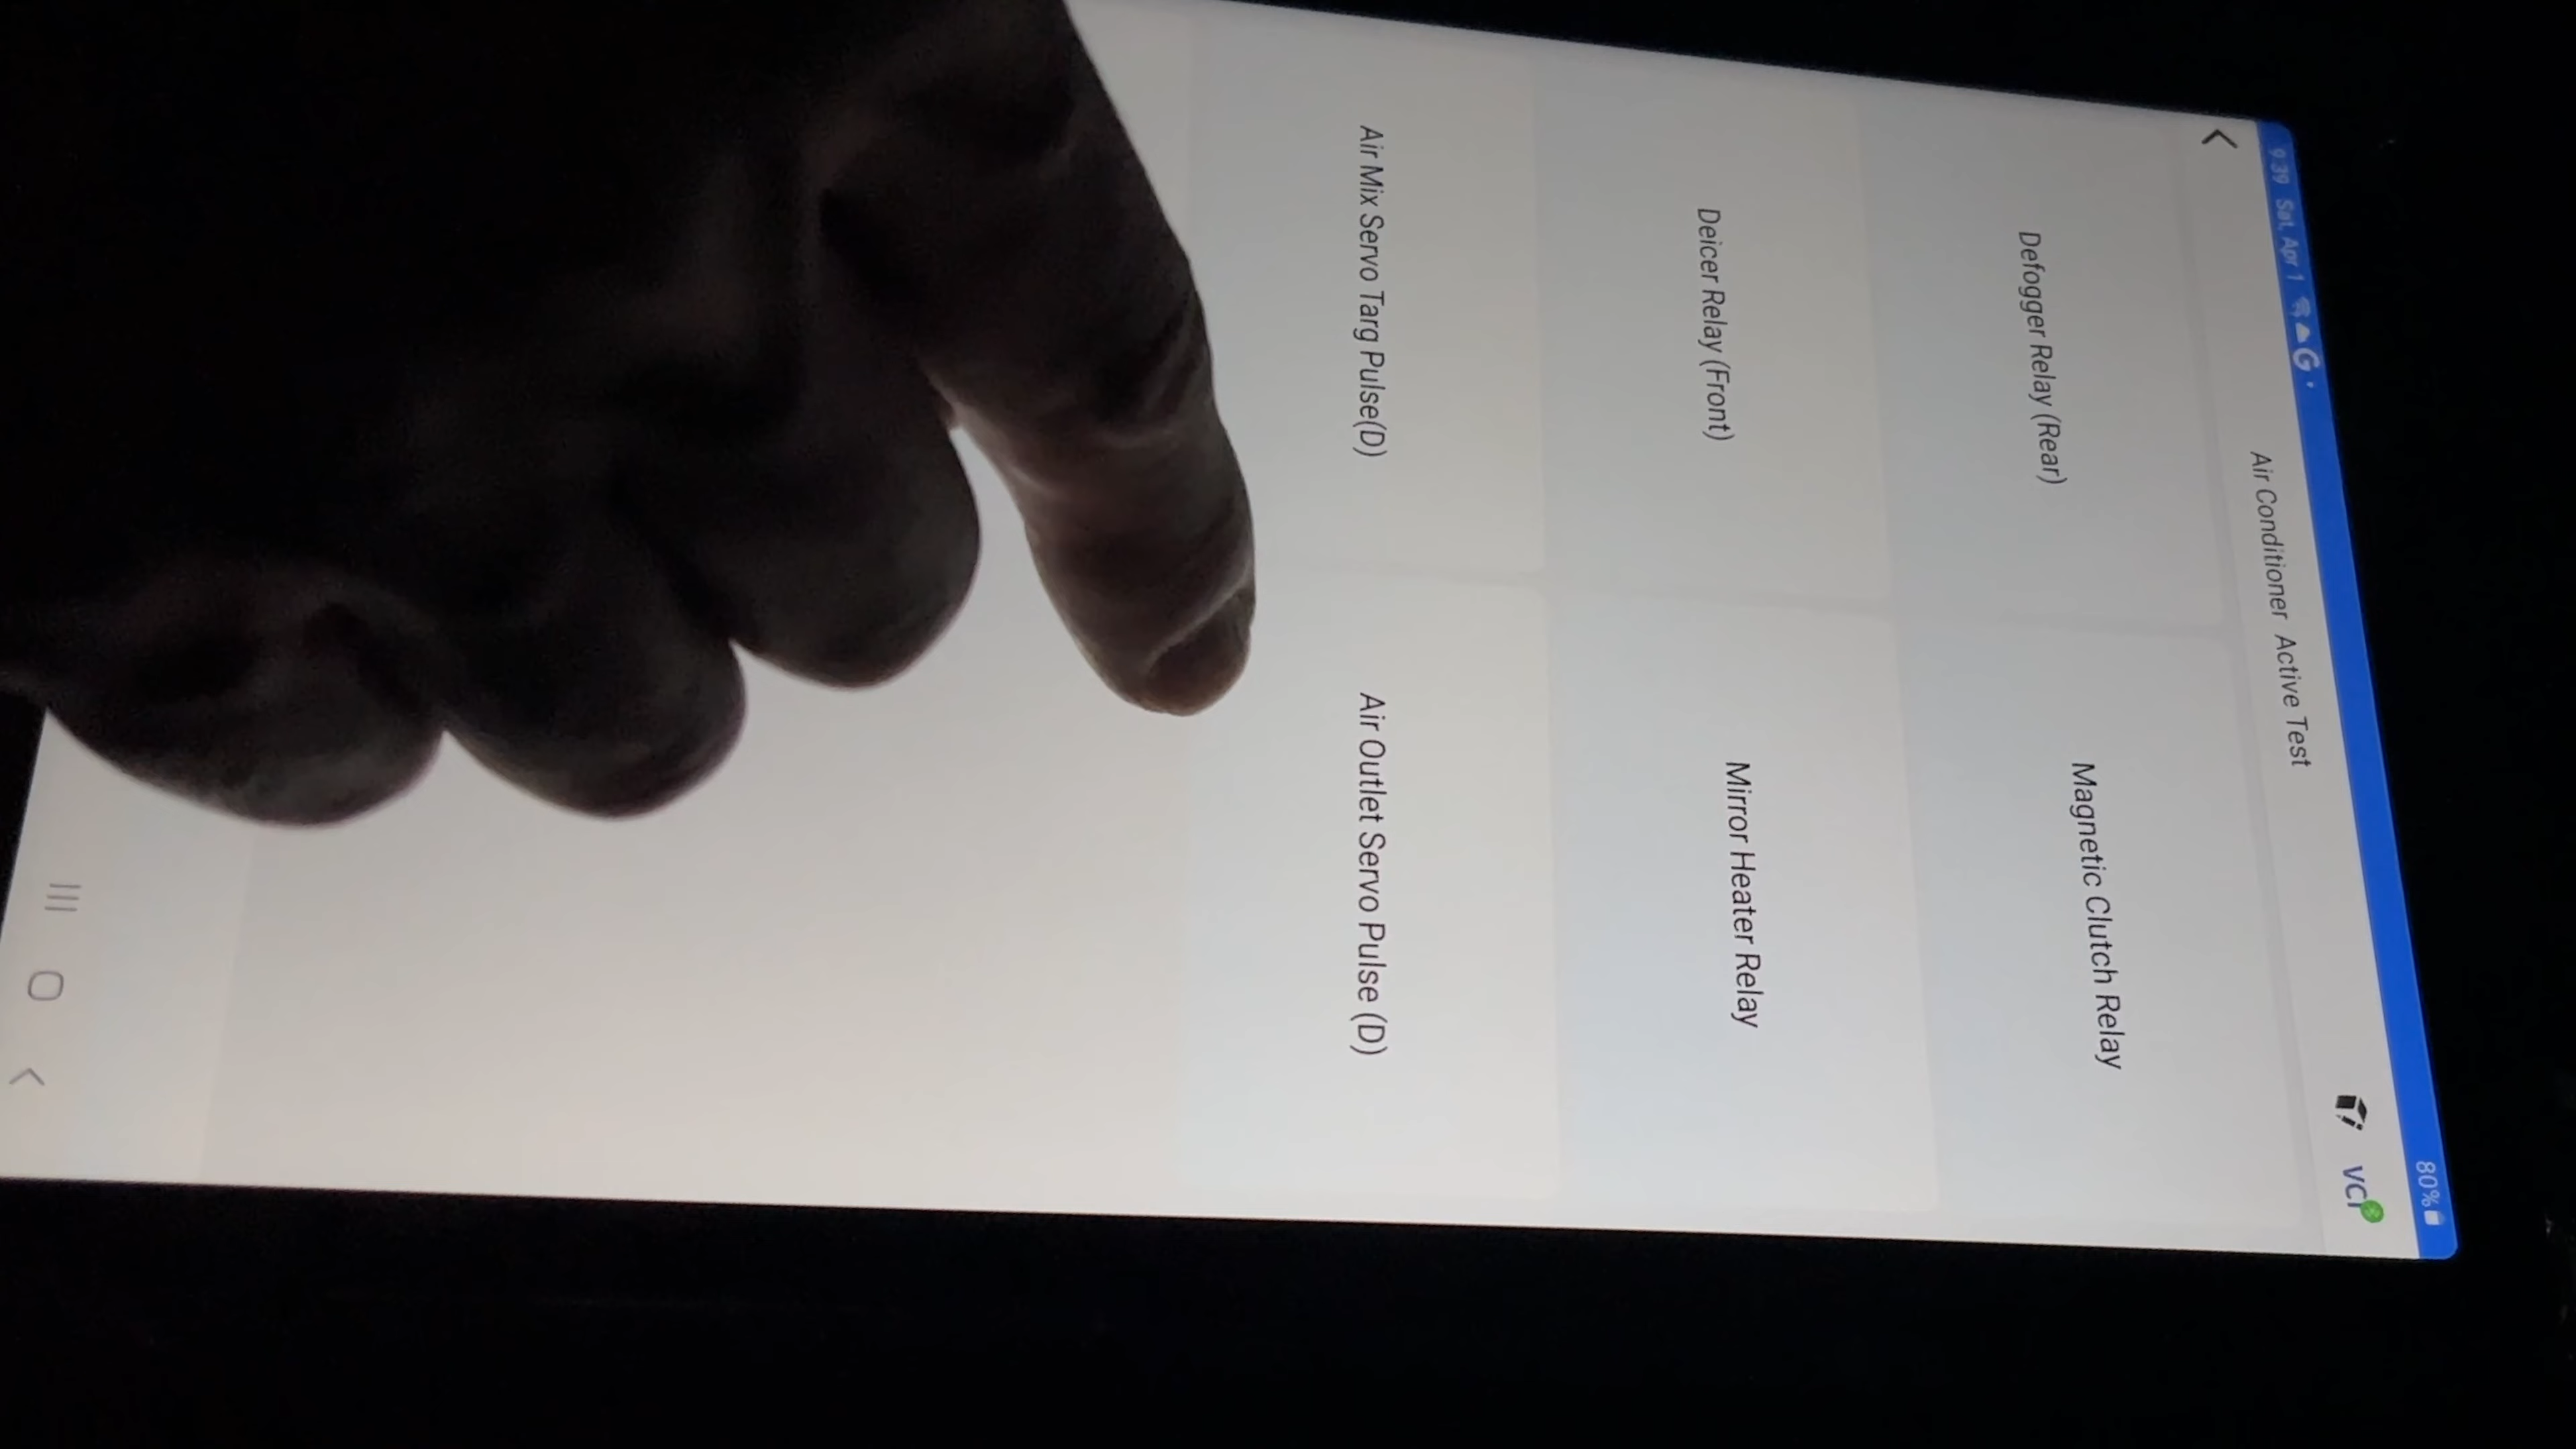 9:39 Sat, Apr 1 G
80%
Air Conditioner Active Test
VCI
Defogger Relay (Rear)
Magnetic Clutch Relay
Deicer Relay (Front)
Mirror Heater Relay
Air Mix Servo Targ Pulse(D)
Air Outlet Servo Pulse (D)